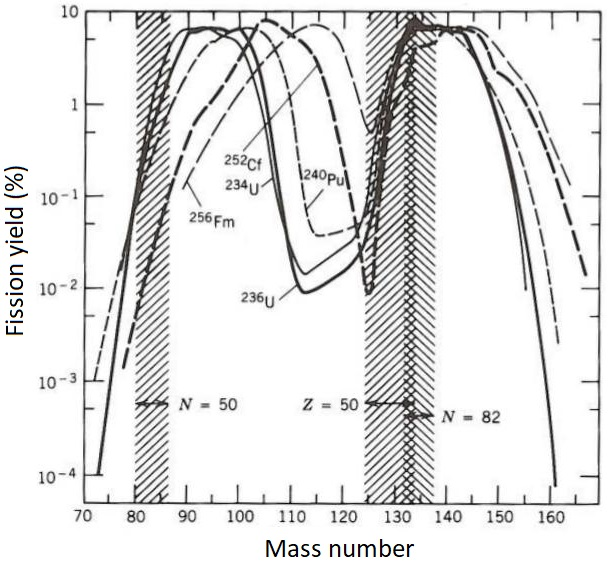 10
1
10⁻¹
10⁻²
10⁻³
10⁻⁴
Fission yield (%)
²⁵²Cf
²³⁴U
²⁴⁰Pu
²⁵⁶Fm
²³⁶U
N = 50
Z = 50
N = 82
70 80 90 100 110 120 130 140 150 160
Mass number